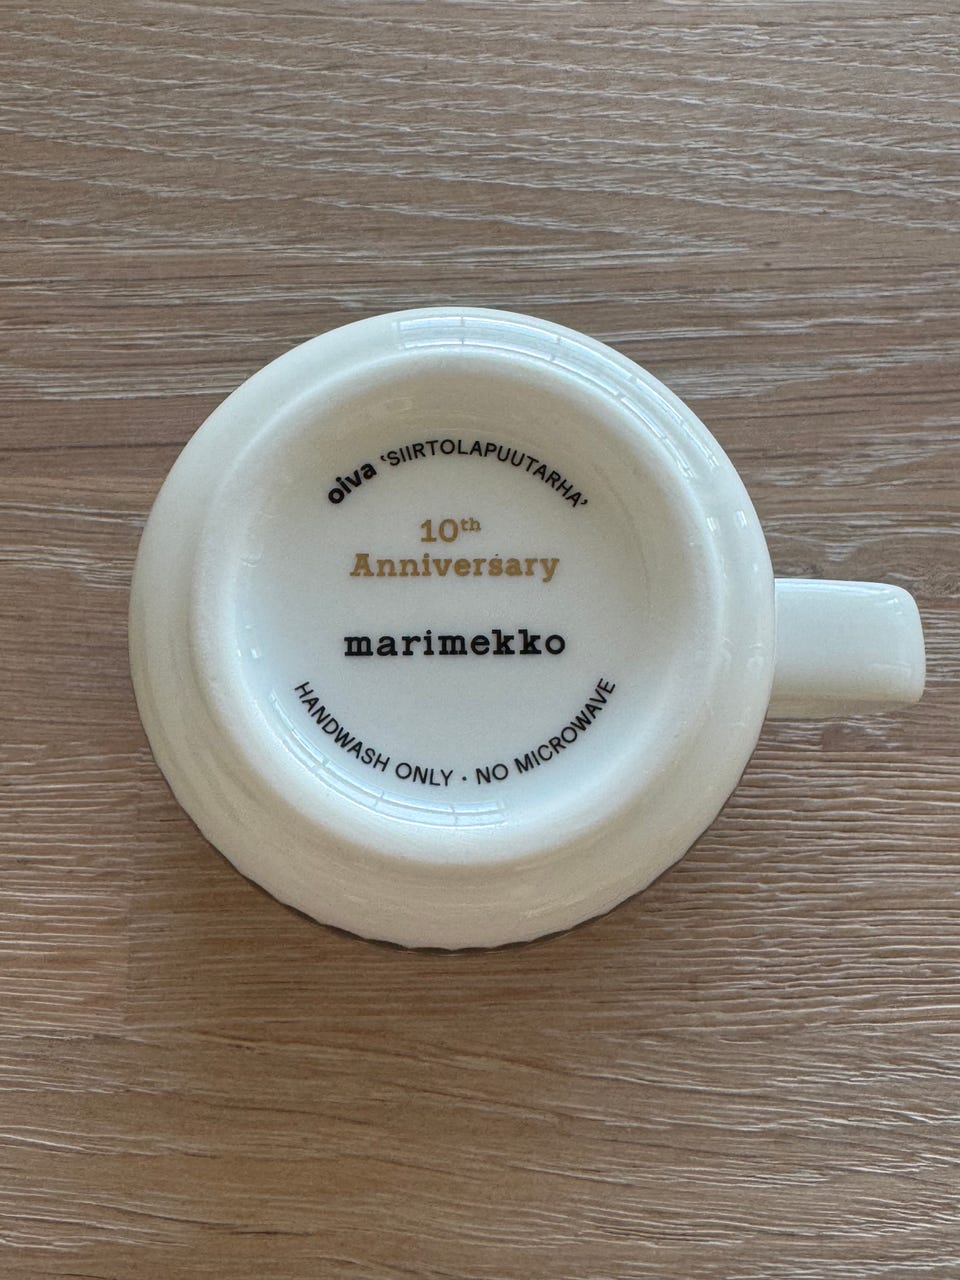 oiva ‘SIIRTOLAPUUTARHA’
10th
Anniversary
marimekko
HANDWASH ONLY · NO MICROWAVE